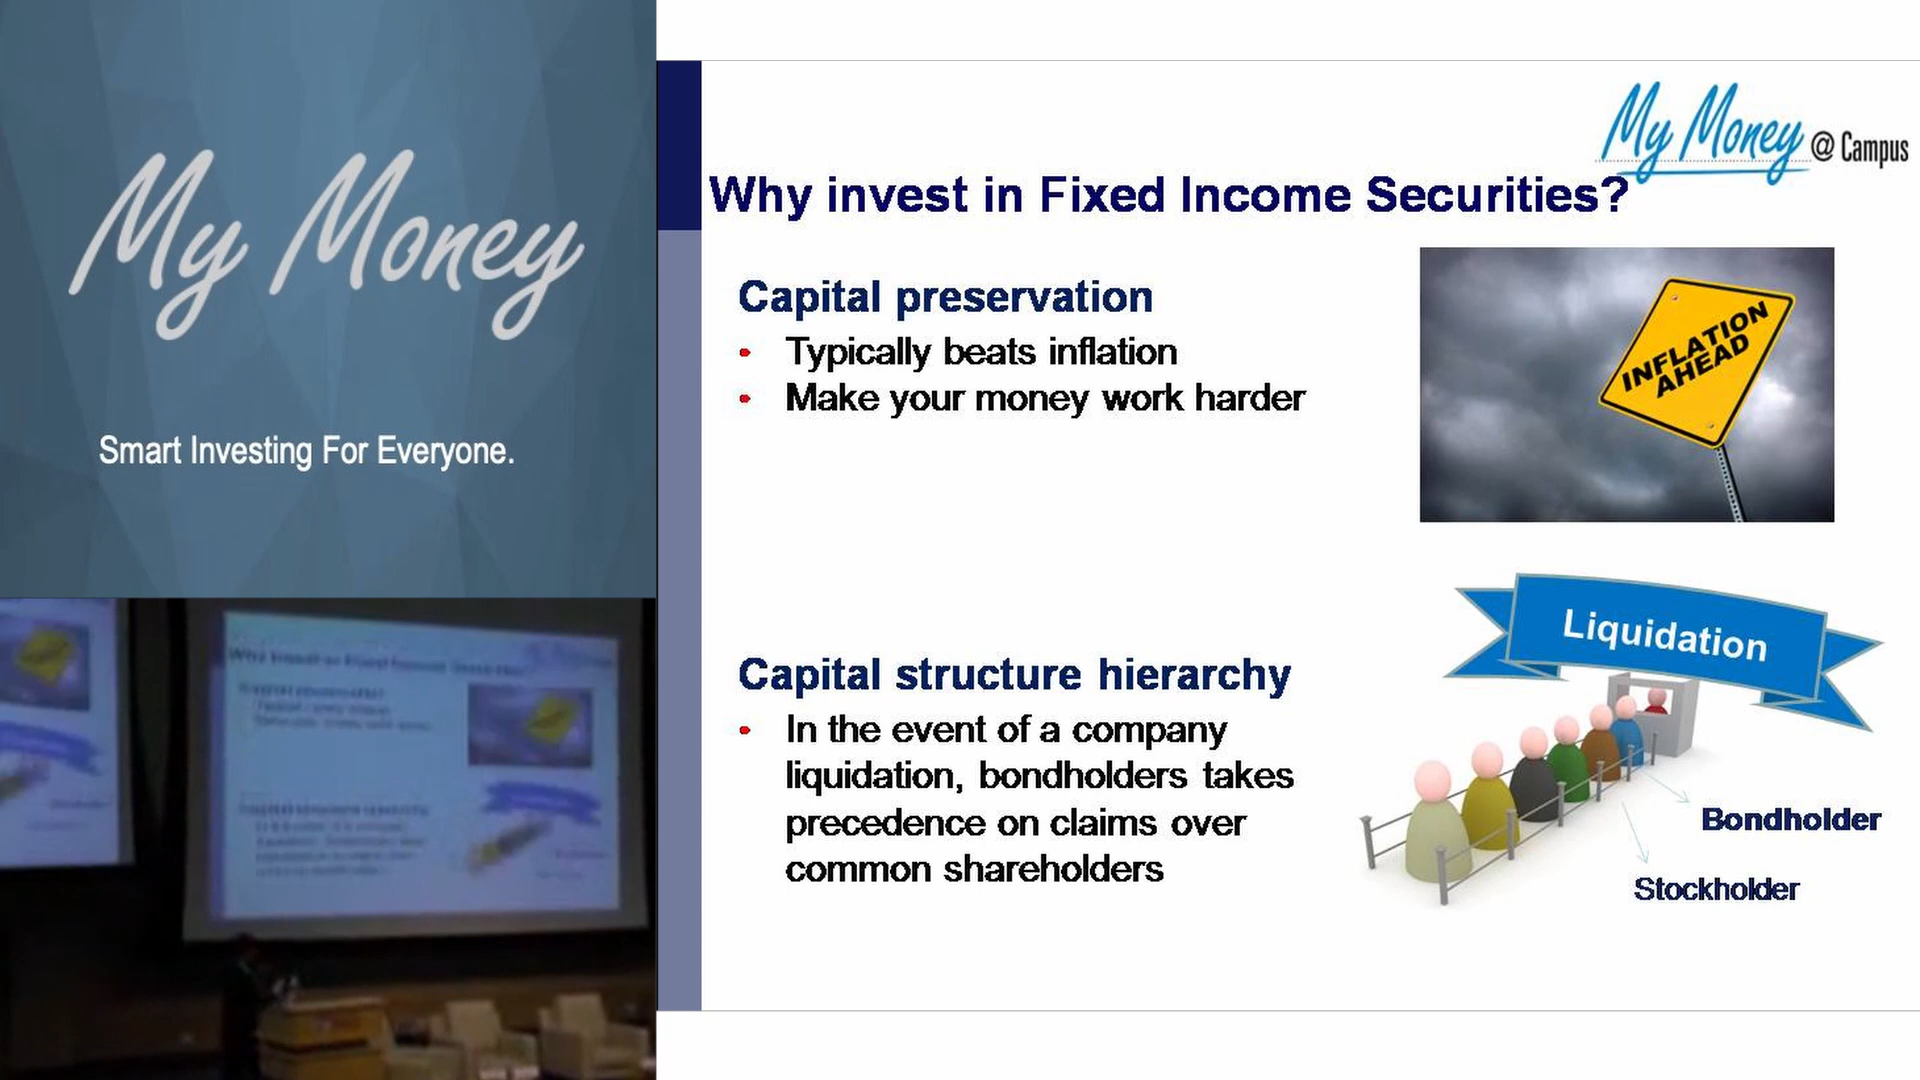 My Money
Smart Investing For Everyone.
My Money @ Campus
Why invest in Fixed Income Securities?
Capital preservation
• Typically beats inflation
• Make your money work harder
INFLATION
AHEAD
Capital structure hierarchy
• In the event of a company
liquidation, bondholders takes
precedence on claims over
common shareholders
Liquidation
Bondholder
Stockholder